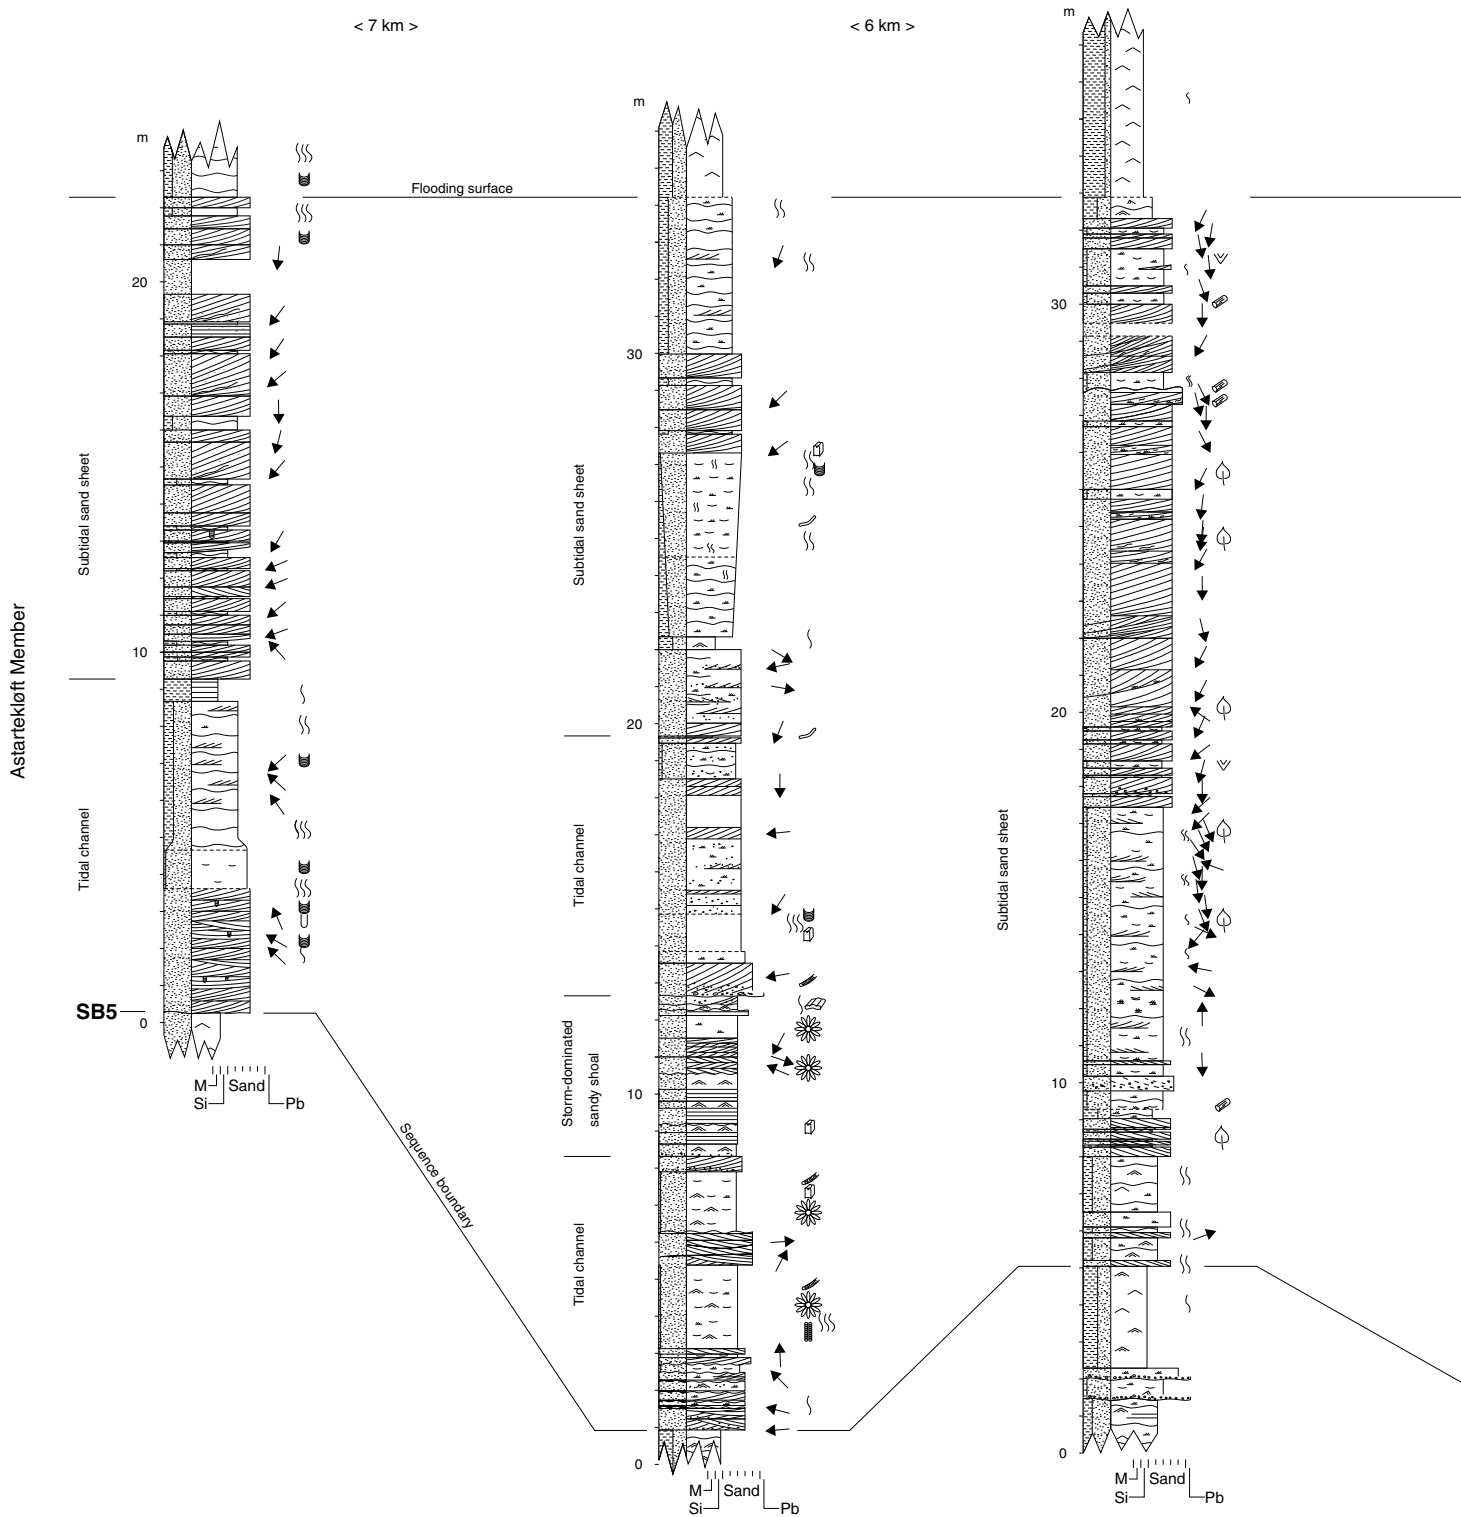 < 7 km >
< 6 km >
m
m
m
Flooding surface
20
10
0
Subtidal sand sheet
Tidal channel
Astartekløft Member
SB5
M
Si
Sand
Pb
Sequence boundary
30
20
10
0
Subtidal sand sheet
Tidal channel
Storm-dominated
sandy shoal
Tidal channel
M
Si
Sand
Pb
30
20
10
0
Subtidal sand sheet
M
Si
Sand
Pb